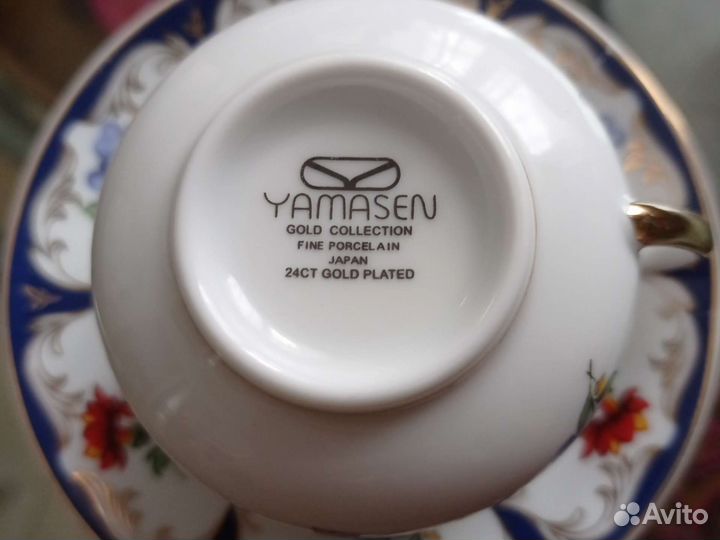 YAMASEN
GOLD COLLECTION
FINE PORCELAIN
JAPAN
24CT GOLD PLATED
Avito